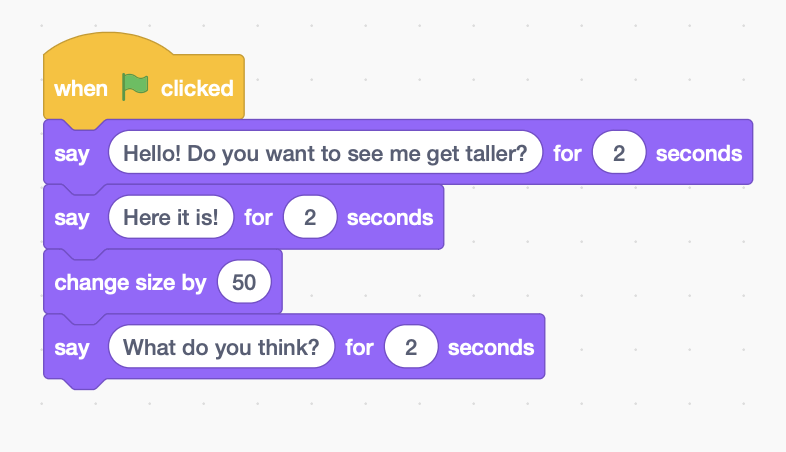 when clicked
say Hello! Do you want to see me get taller? for 2 seconds
say Here it is! for 2 seconds
change size by 50
say What do you think? for 2 seconds